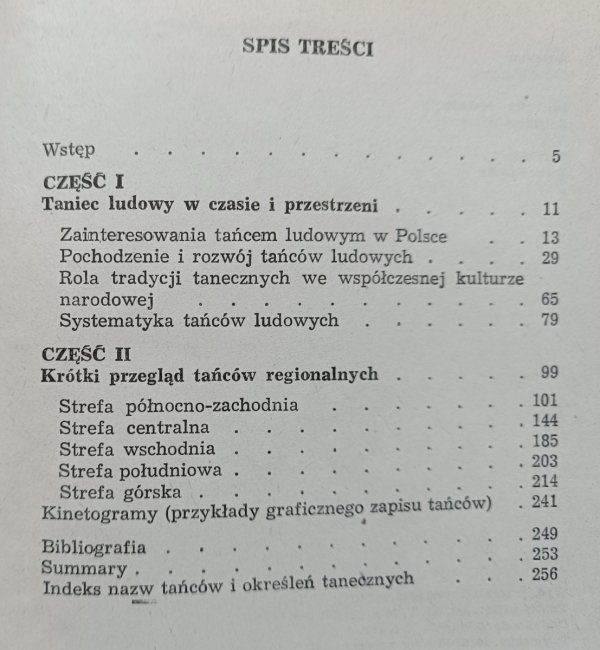 SPIS TREŚCI
Wstęp . . . . . . . . . . . . 5
CZĘŚĆ I
Taniec ludowy w czasie i przestrzeni . . . . . 11
Zainteresowania tańcem ludowym w Polsce . . 13
Pochodzenie i rozwój tańców ludowych . . . . 29
Rola tradycji tanecznych we współczesnej kulturze
narodowej . . . . . . . . . . 65
Systematyka tańców ludowych . . . . . . 79
CZĘŚĆ II
Krótki przegląd tańców regionalnych . . . . . 99
Strefa północno-zachodnia . . . . . . 101
Strefa centralna . . . . . . . . . 144
Strefa wschodnia . . . . . . . . . 185
Strefa południowa . . . . . . . . . 203
Strefa górska . . . . . . . . . . 214
Kinetogramy (przykłady graficznego zapisu tańców) . 241
Bibliografia . . . . . . . . . . . 249
Summary . . . . . . . . . . . . 253
Indeks nazw tańców i określeń tanecznych . . . 256